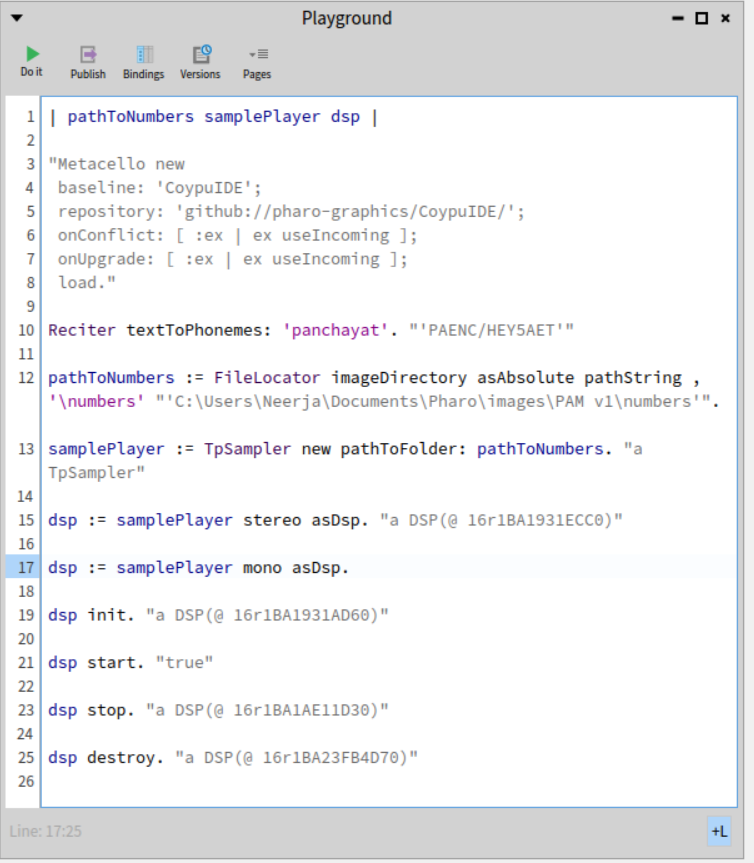 Playground
Do it
Publish
Bindings
Versions
Pages
1 | pathToNumbers samplePlayer dsp |
2
3 "Metacello new
4 baseline: 'CoypuIDE';
5 repository: 'github://pharo-graphics/CoypuIDE/';
6 onConflict: [ :ex | ex useIncoming ];
7 onUpgrade: [ :ex | ex useIncoming ];
8 load."
9
10 Reciter textToPhonemes: 'panchayat'. "'PAENC/HEY5AET'"
11
12 pathToNumbers := FileLocator imageDirectory asAbsolute pathString ,
'\numbers' "'C:\Users\Neerja\Documents\Pharo\images\PAM v1\numbers'".
13 samplePlayer := TpSampler new pathToFolder: pathToNumbers. "a
TpSampler"
14
15 dsp := samplePlayer stereo asDsp. "a DSP(@ 16r1BA1931ECC0)"
16
17 dsp := samplePlayer mono asDsp.
18
19 dsp init. "a DSP(@ 16r1BA1931AD60)"
20
21 dsp start. "true"
22
23 dsp stop. "a DSP(@ 16r1BA1AE11D30)"
24
25 dsp destroy. "a DSP(@ 16r1BA23FB4D70)"
26
Line: 17:25
+L